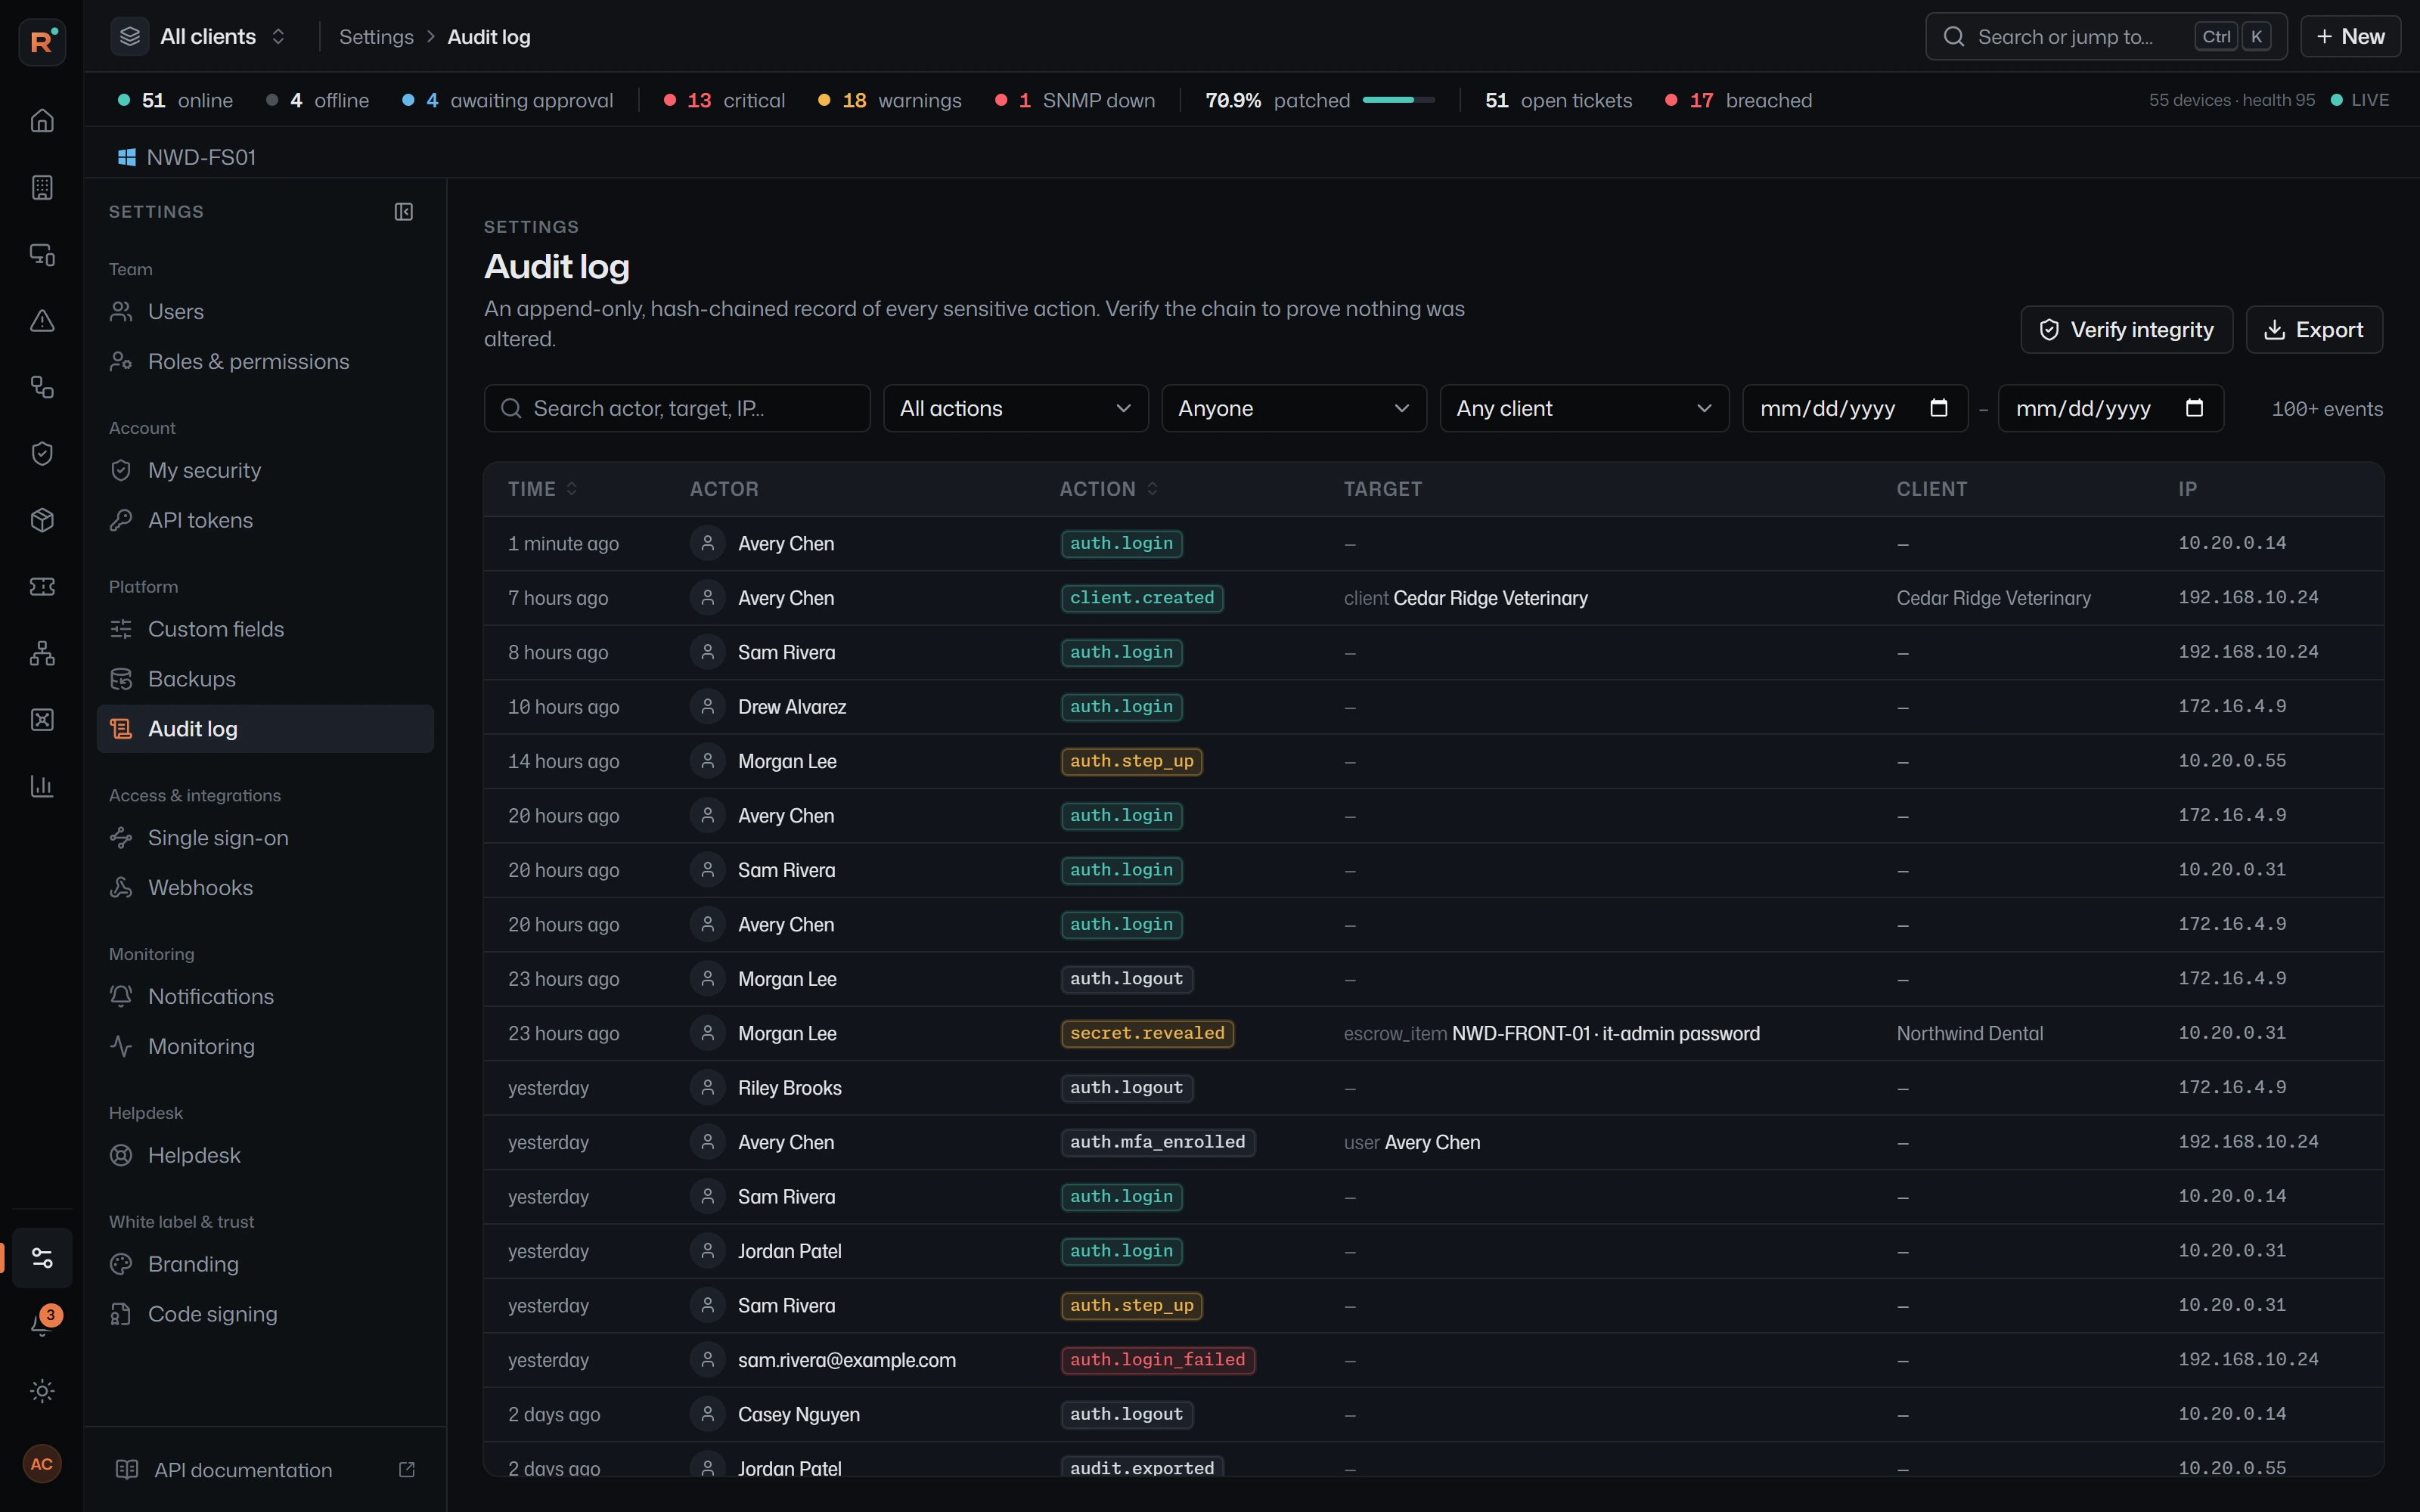 R
All clients
Settings > Audit log
Search or jump to... Ctrl K
+ New
51 online 4 offline 4 awaiting approval 13 critical 18 warnings 1 SNMP down 70.9% patched 51 open tickets 17 breached 55 devices · health 95 LIVE
NWD-FS01
SETTINGS
Team
Users
Roles & permissions
Account
My security
API tokens
Platform
Custom fields
Backups
Audit log
Access & integrations
Single sign-on
Webhooks
Monitoring
Notifications
Monitoring
Helpdesk
Helpdesk
White label & trust
Branding
Code signing
API documentation
3
AC
SETTINGS
Audit log
An append-only, hash-chained record of every sensitive action. Verify the chain to prove nothing was
altered.
Verify integrity Export
Search actor, target, IP... All actions Anyone Any client mm/dd/yyyy – mm/dd/yyyy 100+ events
TIME ACTOR ACTION TARGET CLIENT IP
1 minute ago Avery Chen auth.login — — 10.20.0.14
7 hours ago Avery Chen client.created client Cedar Ridge Veterinary Cedar Ridge Veterinary 192.168.10.24
8 hours ago Sam Rivera auth.login — — 192.168.10.24
10 hours ago Drew Alvarez auth.login — — 172.16.4.9
14 hours ago Morgan Lee auth.step_up — — 10.20.0.55
20 hours ago Avery Chen auth.login — — 172.16.4.9
20 hours ago Sam Rivera auth.login — — 10.20.0.31
20 hours ago Avery Chen auth.login — — 172.16.4.9
23 hours ago Morgan Lee auth.logout — — 172.16.4.9
23 hours ago Morgan Lee secret.revealed escrow_item NWD-FRONT-01 · it-admin password Northwind Dental 10.20.0.31
yesterday Riley Brooks auth.logout — — 172.16.4.9
yesterday Avery Chen auth.mfa_enrolled user Avery Chen — 192.168.10.24
yesterday Sam Rivera auth.login — — 10.20.0.14
yesterday Jordan Patel auth.login — — 10.20.0.31
yesterday Sam Rivera auth.step_up — — 10.20.0.31
yesterday sam.rivera@example.com auth.login_failed — — 192.168.10.24
2 days ago Casey Nguyen auth.logout — — 10.20.0.14
2 days ago Jordan Patel audit.exported — — 10.20.0.55